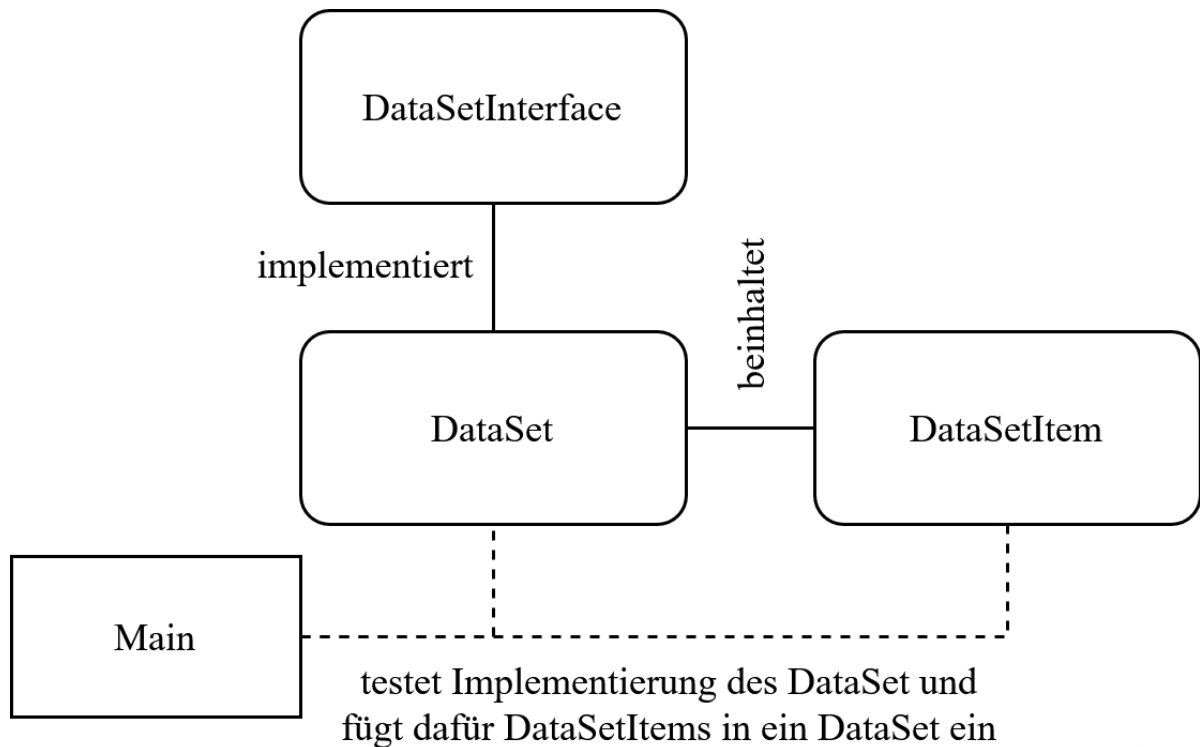 DataSetInterface
implementiert
beinhaltet
DataSet
DataSetItem
Main
testet Implementierung des DataSet und
fügt dafür DataSetItems in ein DataSet ein